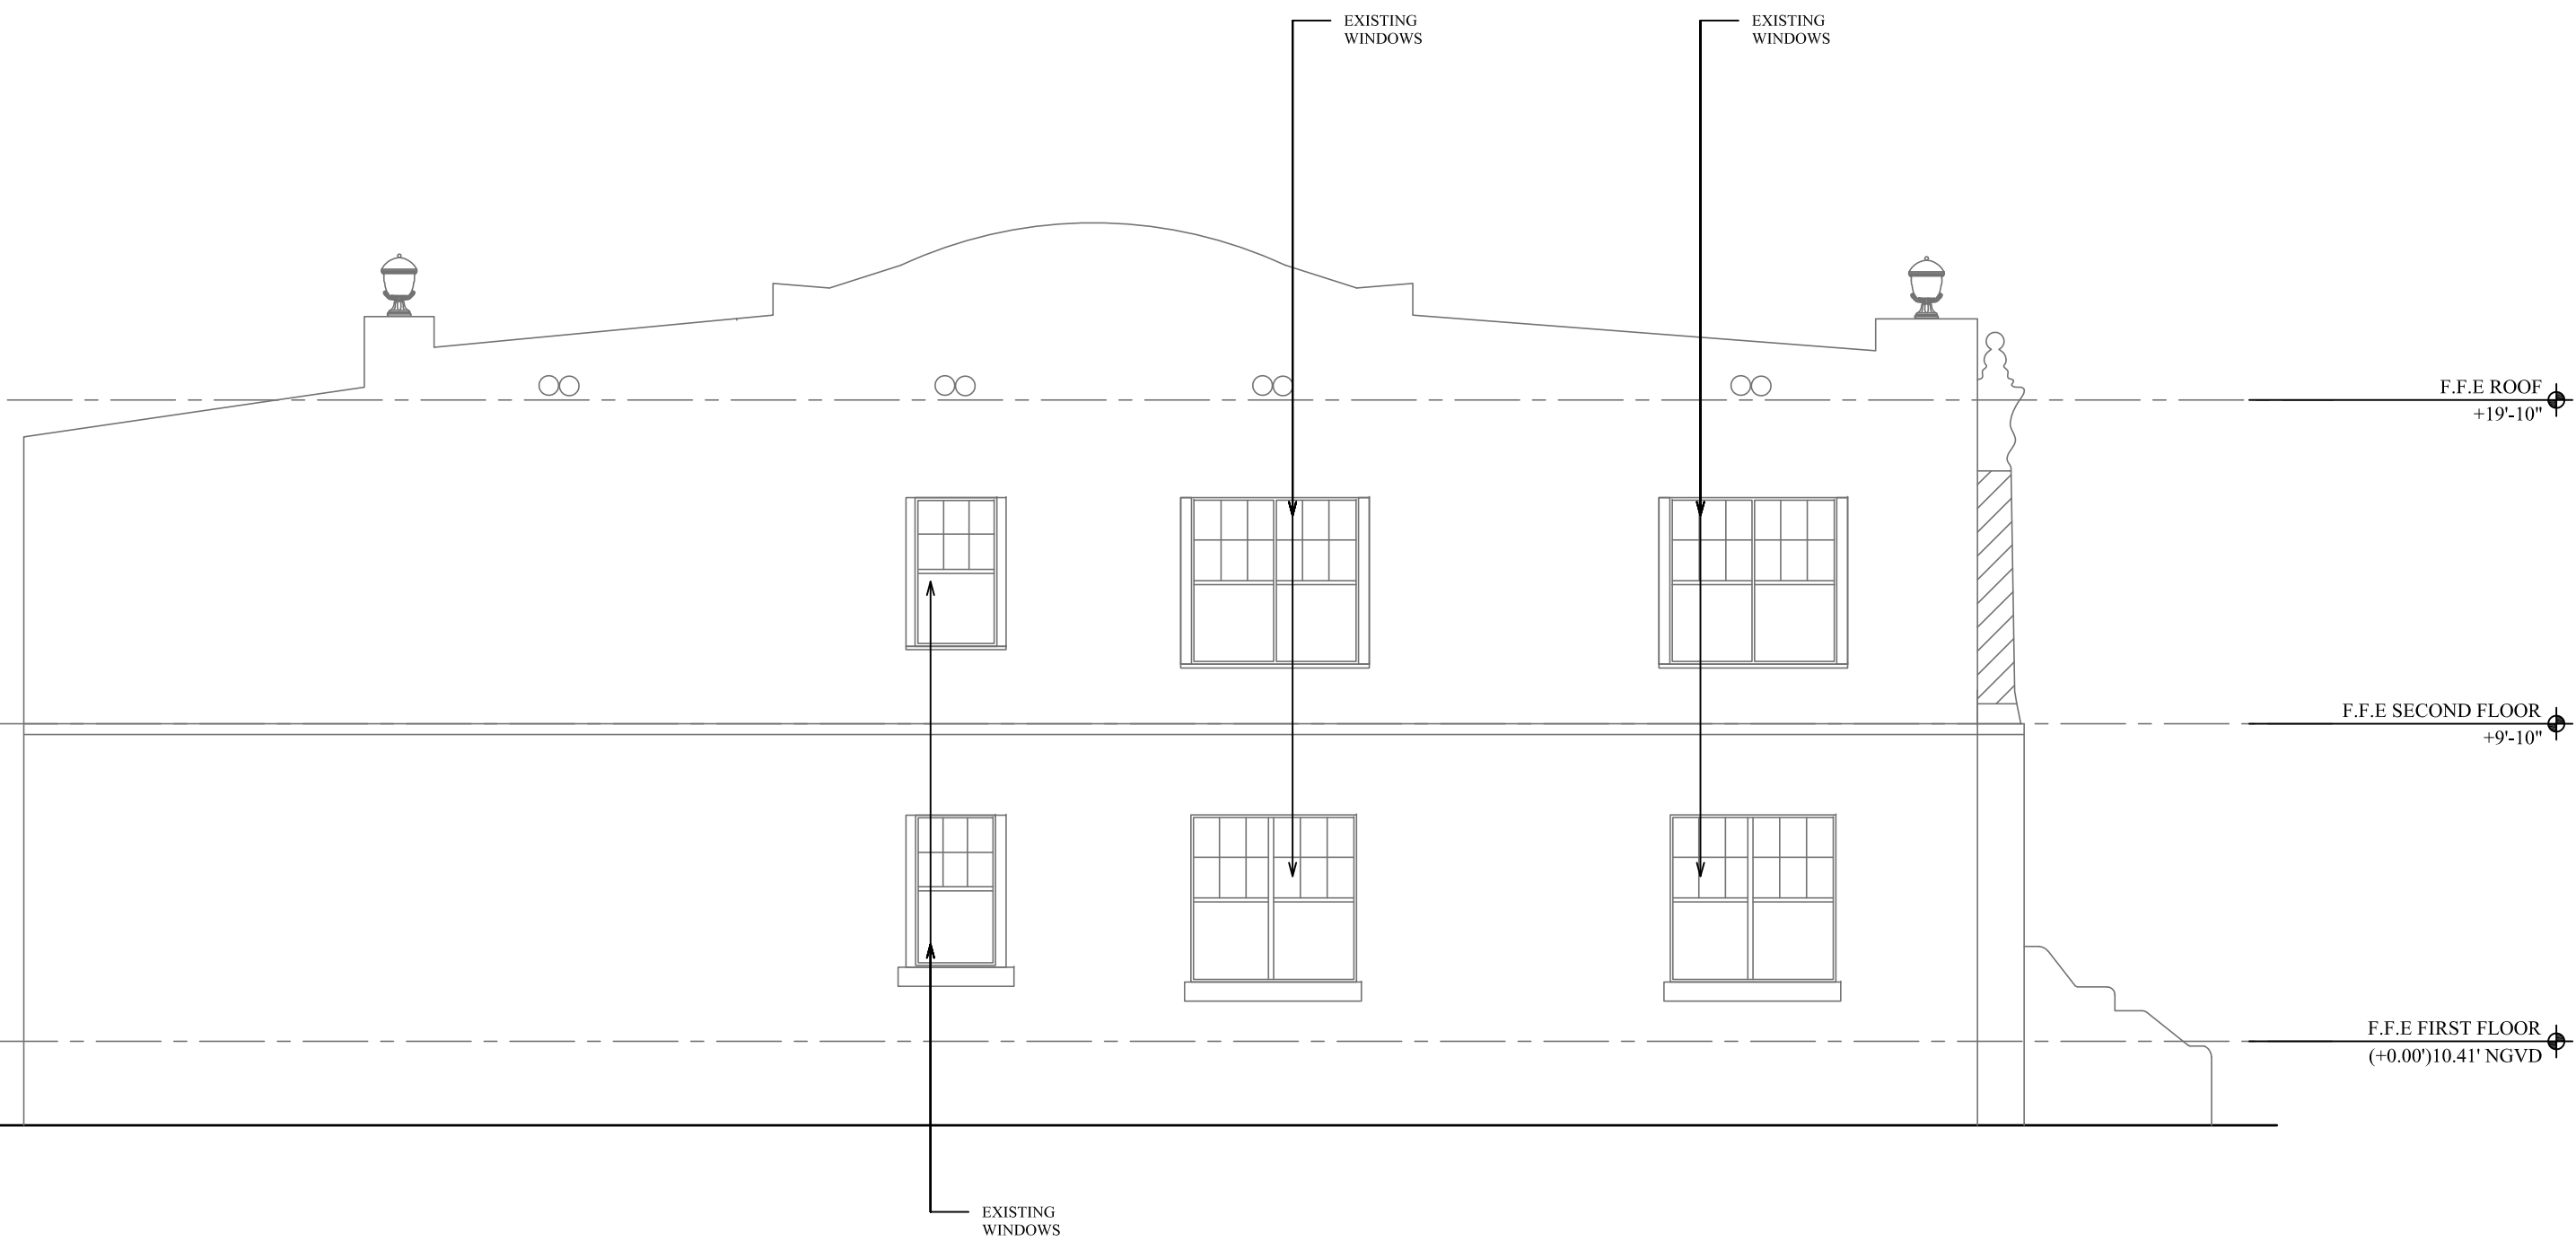 EXISTING
WINDOWS
EXISTING
WINDOWS
F.F.E ROOF
+19'-10"
F.F.E SECOND FLOOR
+9'-10"
F.F.E FIRST FLOOR
(+0.00')10.41' NGVD
EXISTING
WINDOWS